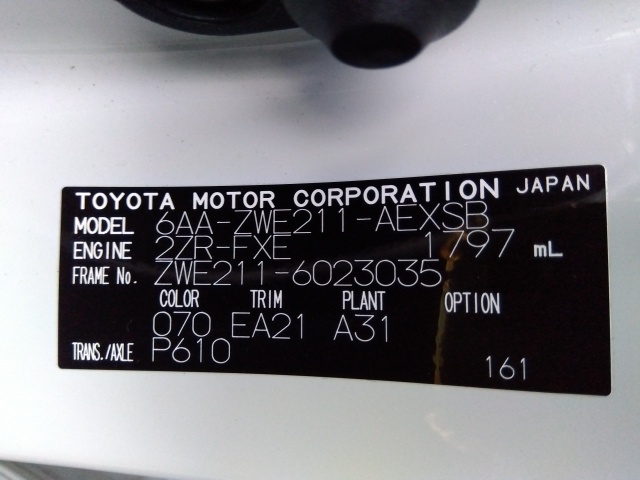 TOYOTA MOTOR CORPORATION JAPAN
MODEL 6AA-ZWE211-AEXSB
ENGINE 2ZR-FXE 1797 mL
FRAME No. ZWE211-6023035
COLOR TRIM PLANT OPTION
070 EA21 A31
TRANS./AXLE P610
161